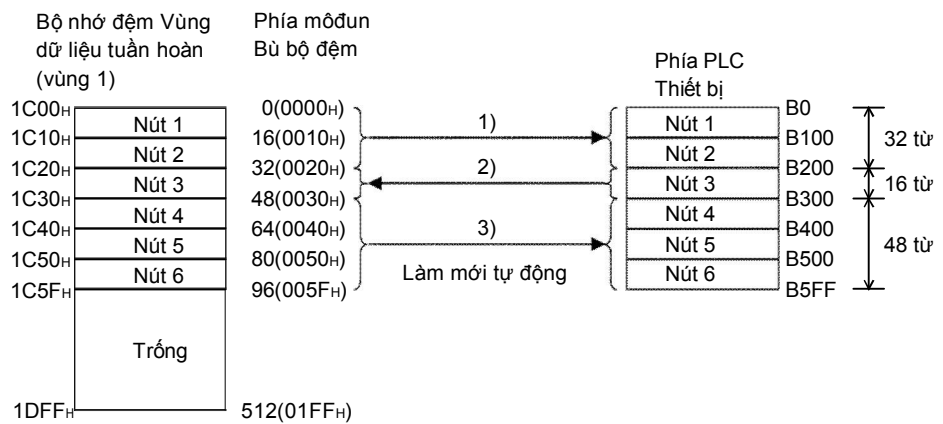 Bộ nhớ đệm Vùng
dữ liệu tuần hoàn
(vùng 1)
Phía môđun
Bù bộ đệm
Phía PLC
Thiết bị
1C00H
0(0000H)
B0
Nút 1
1)
Nút 1
1C10H
16(0010H)
B100
32 từ
Nút 2
Nút 2
1C20H
32(0020H)
2)
B200
Nút 3
Nút 3
16 từ
1C30H
48(0030H)
B300
Nút 4
Nút 4
1C40H
64(0040H)
3)
B400
Nút 5
Nút 5
48 từ
1C50H
80(0050H)
B500
Nút 6
Làm mới tự động
Nút 6
1C5FH
96(005FH)
B5FF
Trống
1DFFH
512(01FFH)